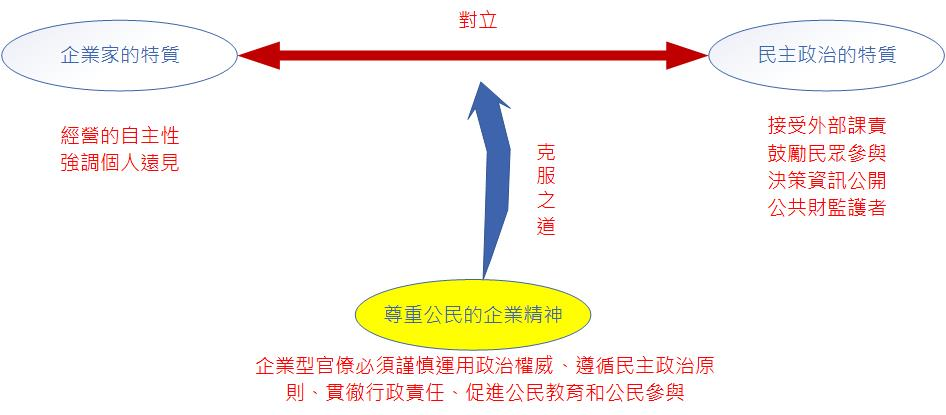 對立
企業家的特質
民主政治的特質
經營的自主性
強調個人遠見
接受外部課責
鼓勵民眾參與
決策資訊公開
公共財監護者
克服之道
尊重公民的企業精神
企業型官僚必須謹慎運用政治權威、遵循民主政治原
則、貫徹行政責任、促進公民教育和公民參與